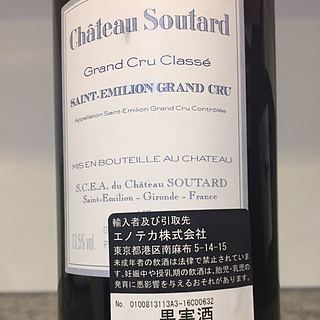 Château Soutard
Grand Cru Classé
SAINT-EMILION GRAND CRU
Appellation Saint-Emilion Grand Cru Contrôlée
MIS EN BOUTEILLE AU CHATEAU
S.C.E.A. du Château SOUTARD
Saint-Emilion - Gironde - France
13,5% vol.
輸入者及び引取先
エノテカ株式会社
東京都港区南麻布 5-14-15
未成年者の飲酒は法律で禁止されていま
す。妊娠中や授乳期の飲酒は、胎児・乳児の
発育に悪影響を与えるおそれがあります。
No. 0100813113A3-16C00632
果実酒